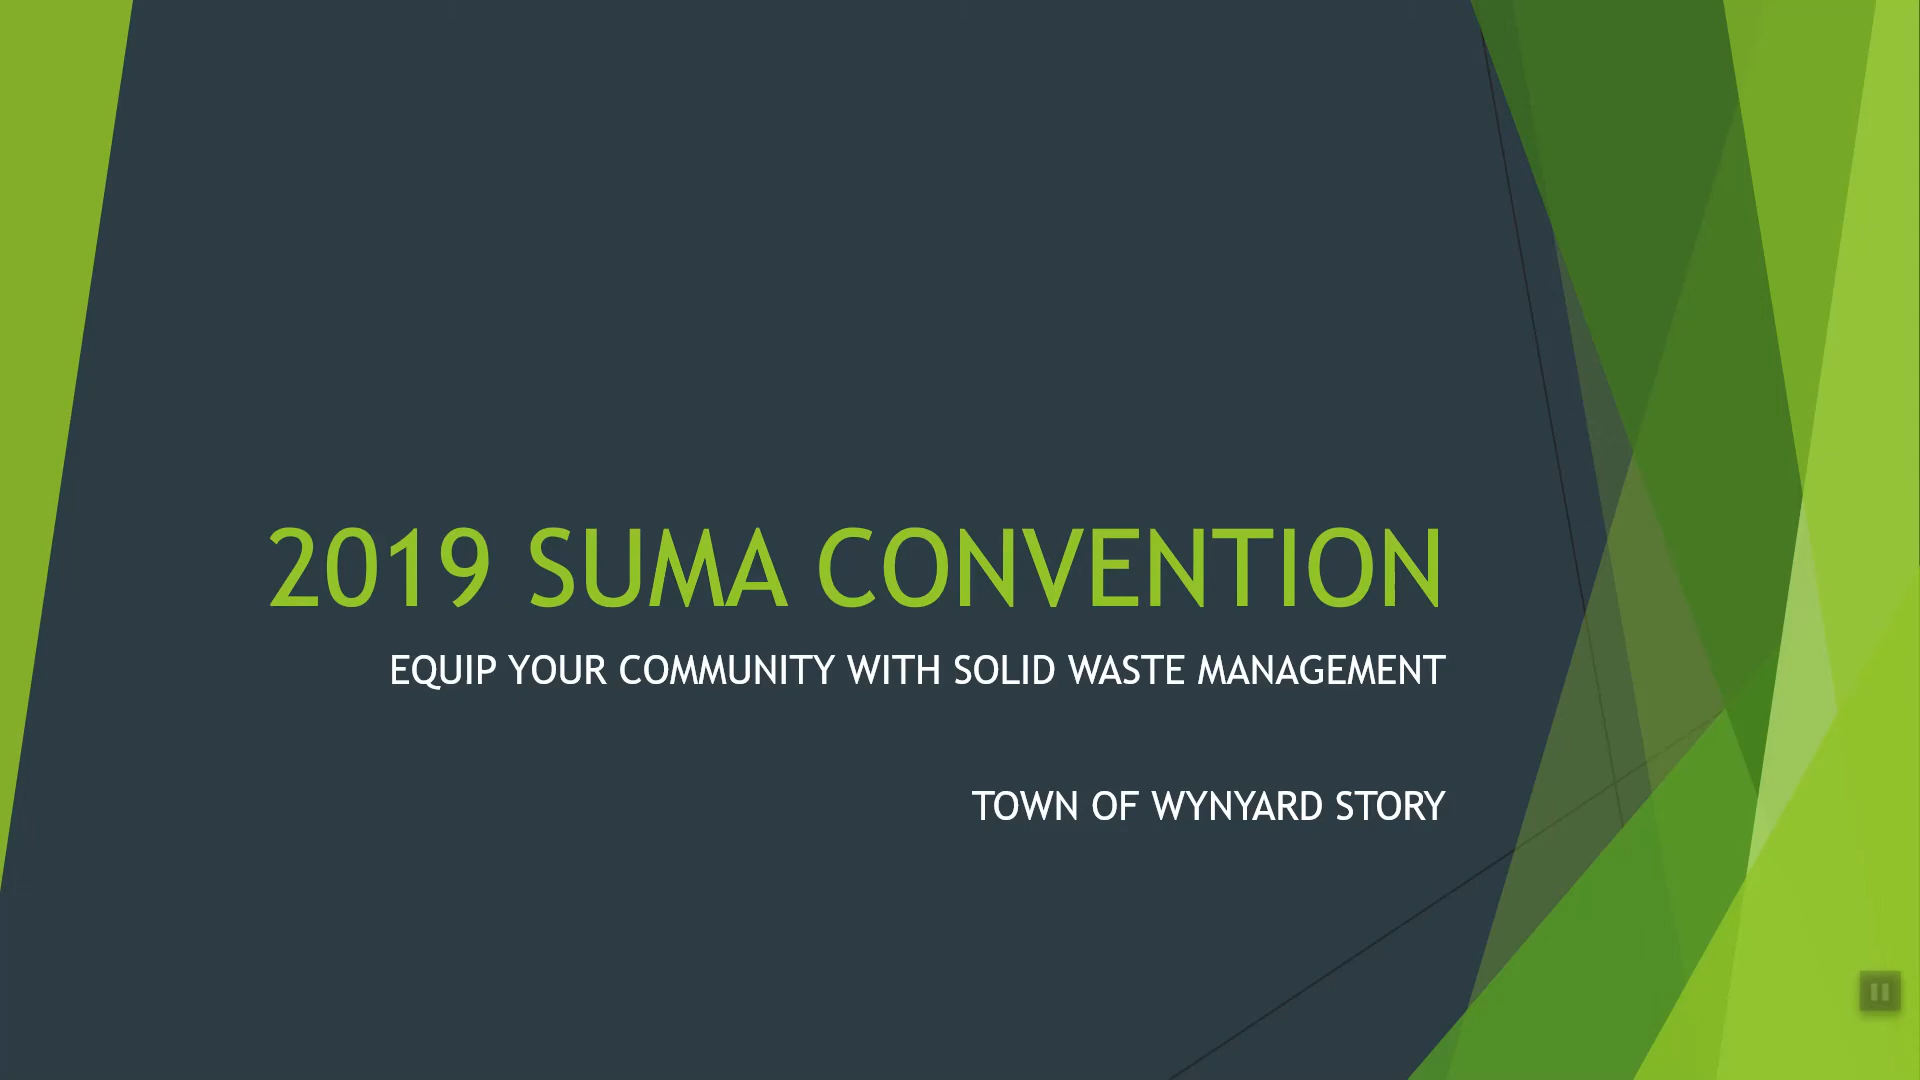 2019 SUMA CONVENTION
EQUIP YOUR COMMUNITY WITH SOLID WASTE MANAGEMENT
TOWN OF WYNYARD STORY